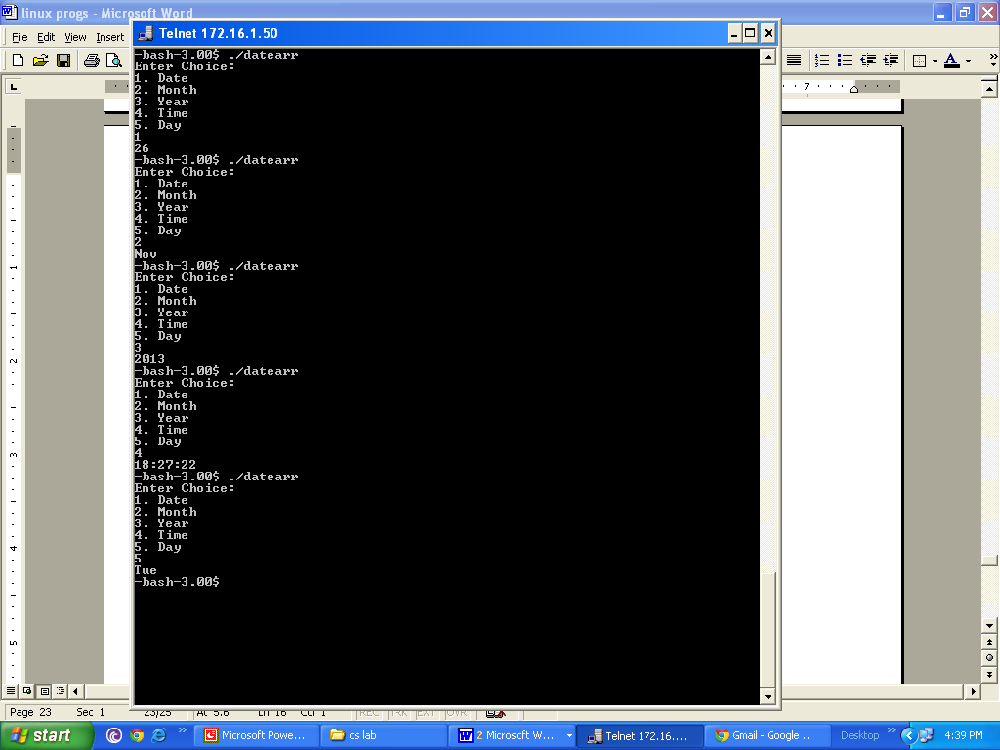 linux progs - Microsoft Word
File Edit View Insert
Telnet 172.16.1.50
7
-bash-3.00$ ./datearr
Enter Choice:
1. Date
2. Month
3. Year
4. Time
5. Day
1
26
-bash-3.00$ ./datearr
Enter Choice:
1. Date
2. Month
3. Year
4. Time
5. Day
2
Nov
-bash-3.00$ ./datearr
Enter Choice:
1. Date
2. Month
3. Year
4. Time
5. Day
3
2013
-bash-3.00$ ./datearr
Enter Choice:
1. Date
2. Month
3. Year
4. Time
5. Day
4
18:27:22
-bash-3.00$ ./datearr
Enter Choice:
1. Date
2. Month
3. Year
4. Time
5. Day
5
Tue
-bash-3.00$
1
2
3
4
5
Page 23 Sec 1 23/25 At 5.6" Ln 16 Col 1 REC TRK EXT OVR
start
Microsoft Powe...
os lab
2 Microsoft W...
Telnet 172.16....
Gmail - Google ...
Desktop
4:39 PM